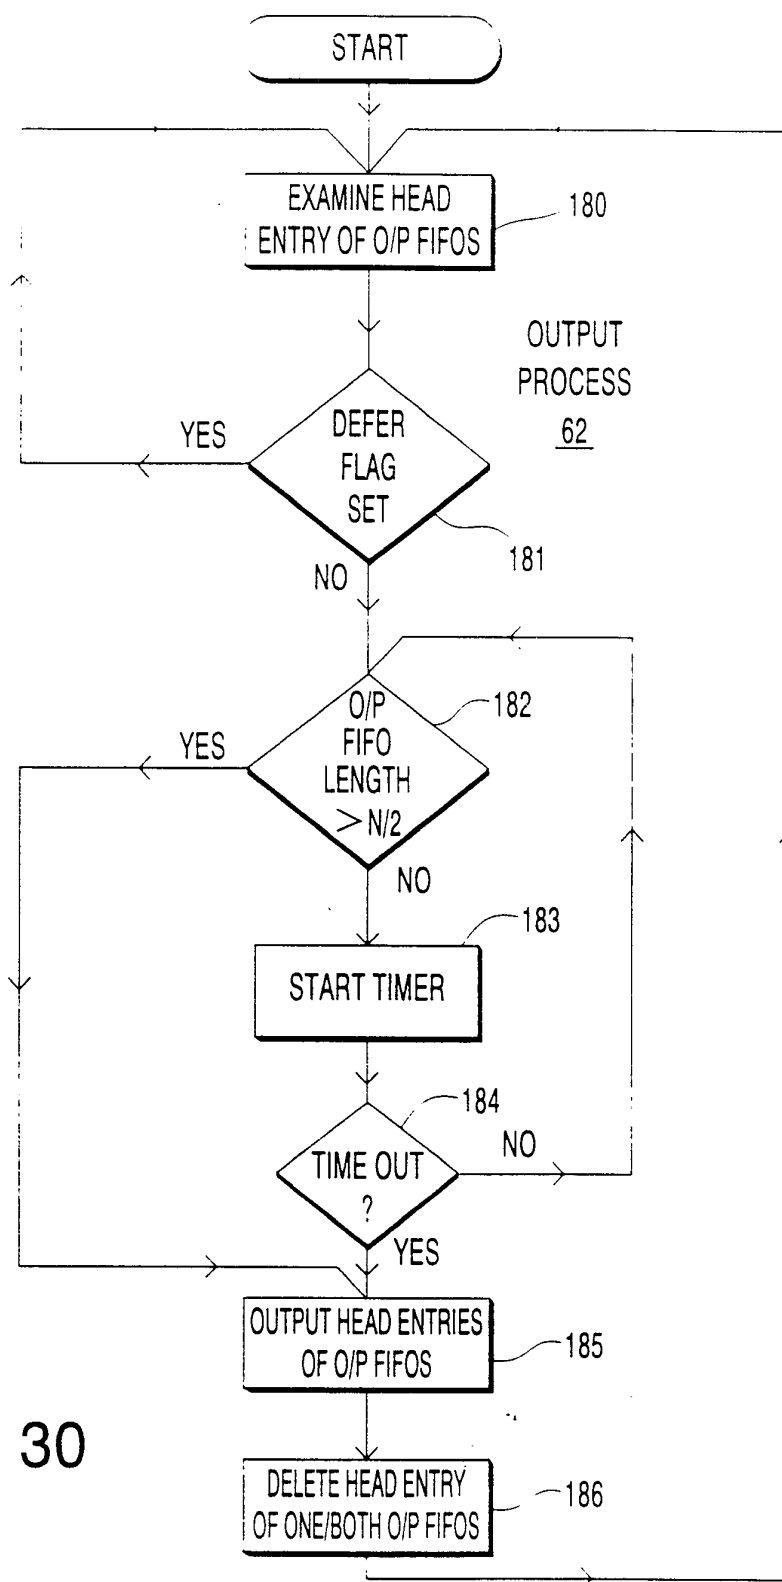 START
EXAMINE HEAD
ENTRY OF O/P FIFOS
180
OUTPUT
PROCESS
62
YES
DEFER
FLAG
SET
181
NO
O/P
FIFO
LENGTH
> N/2
182
YES
NO
183
START TIMER
184
TIME OUT
?
NO
YES
OUTPUT HEAD ENTRIES
OF O/P FIFOS
185
30
DELETE HEAD ENTRY
OF ONE/BOTH O/P FIFOS
186